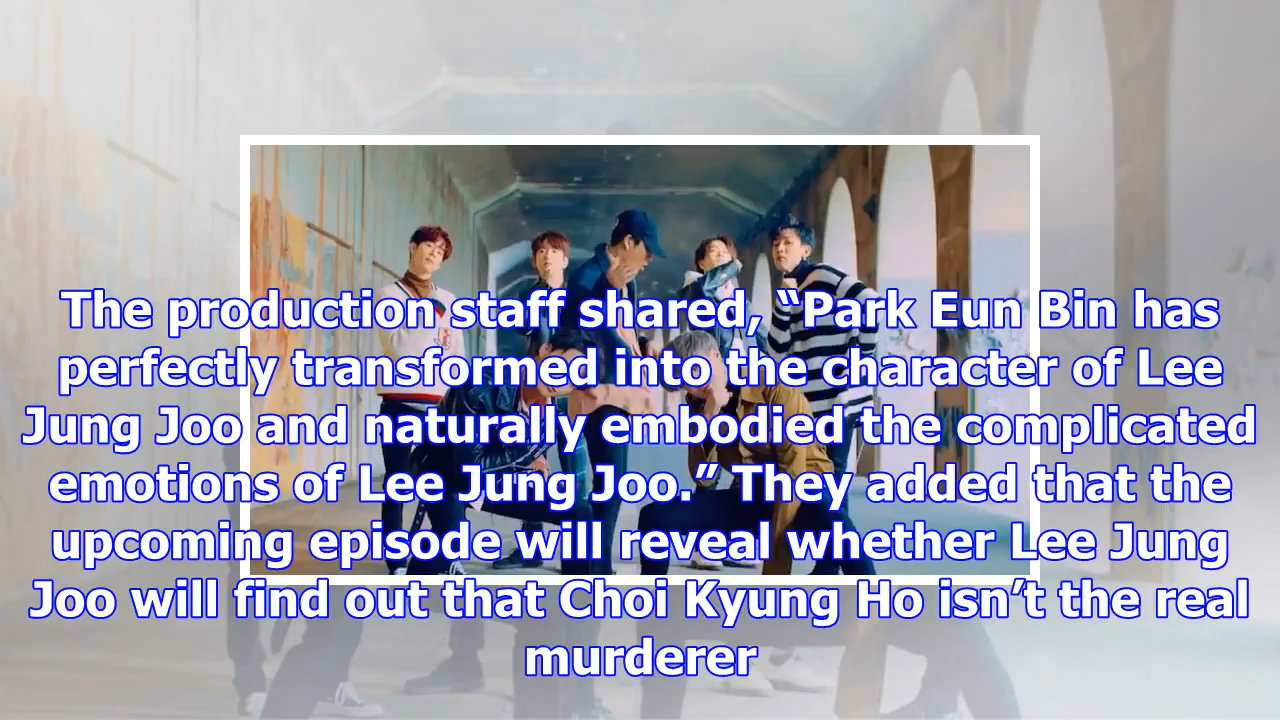 The production staff shared, “Park Eun Bin has
perfectly transformed into the character of Lee
Jung Joo and naturally embodied the complicated
emotions of Lee Jung Joo.” They added that the
upcoming episode will reveal whether Lee Jung
Joo will find out that Choi Kyung Ho isn’t the real
murderer